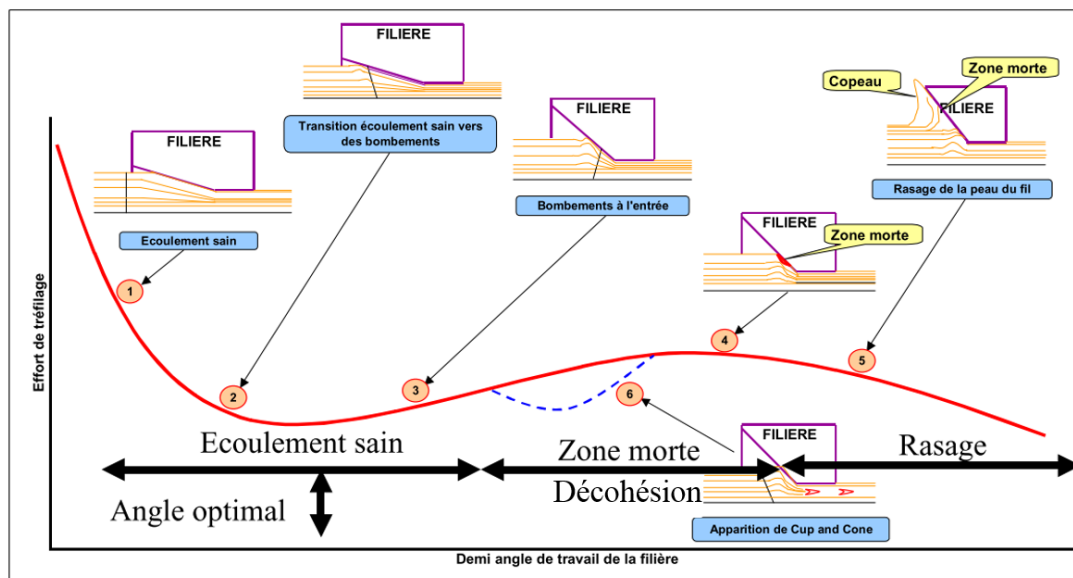 FILIERE
Transition écoulement sain vers
des bombements
FILIERE
Ecoulement sain
FILIERE
Bombements à l'entrée
Copeau
Zone morte
FILIERE
Rasage de la peau du fil
FILIERE
Zone morte
Effort de tréfilage
1
2
3
4
5
6
Ecoulement sain
Zone morte
Décohésion
Rasage
Angle optimal
FILIERE
Apparition de Cup and Cone
Demi angle de travail de la filière